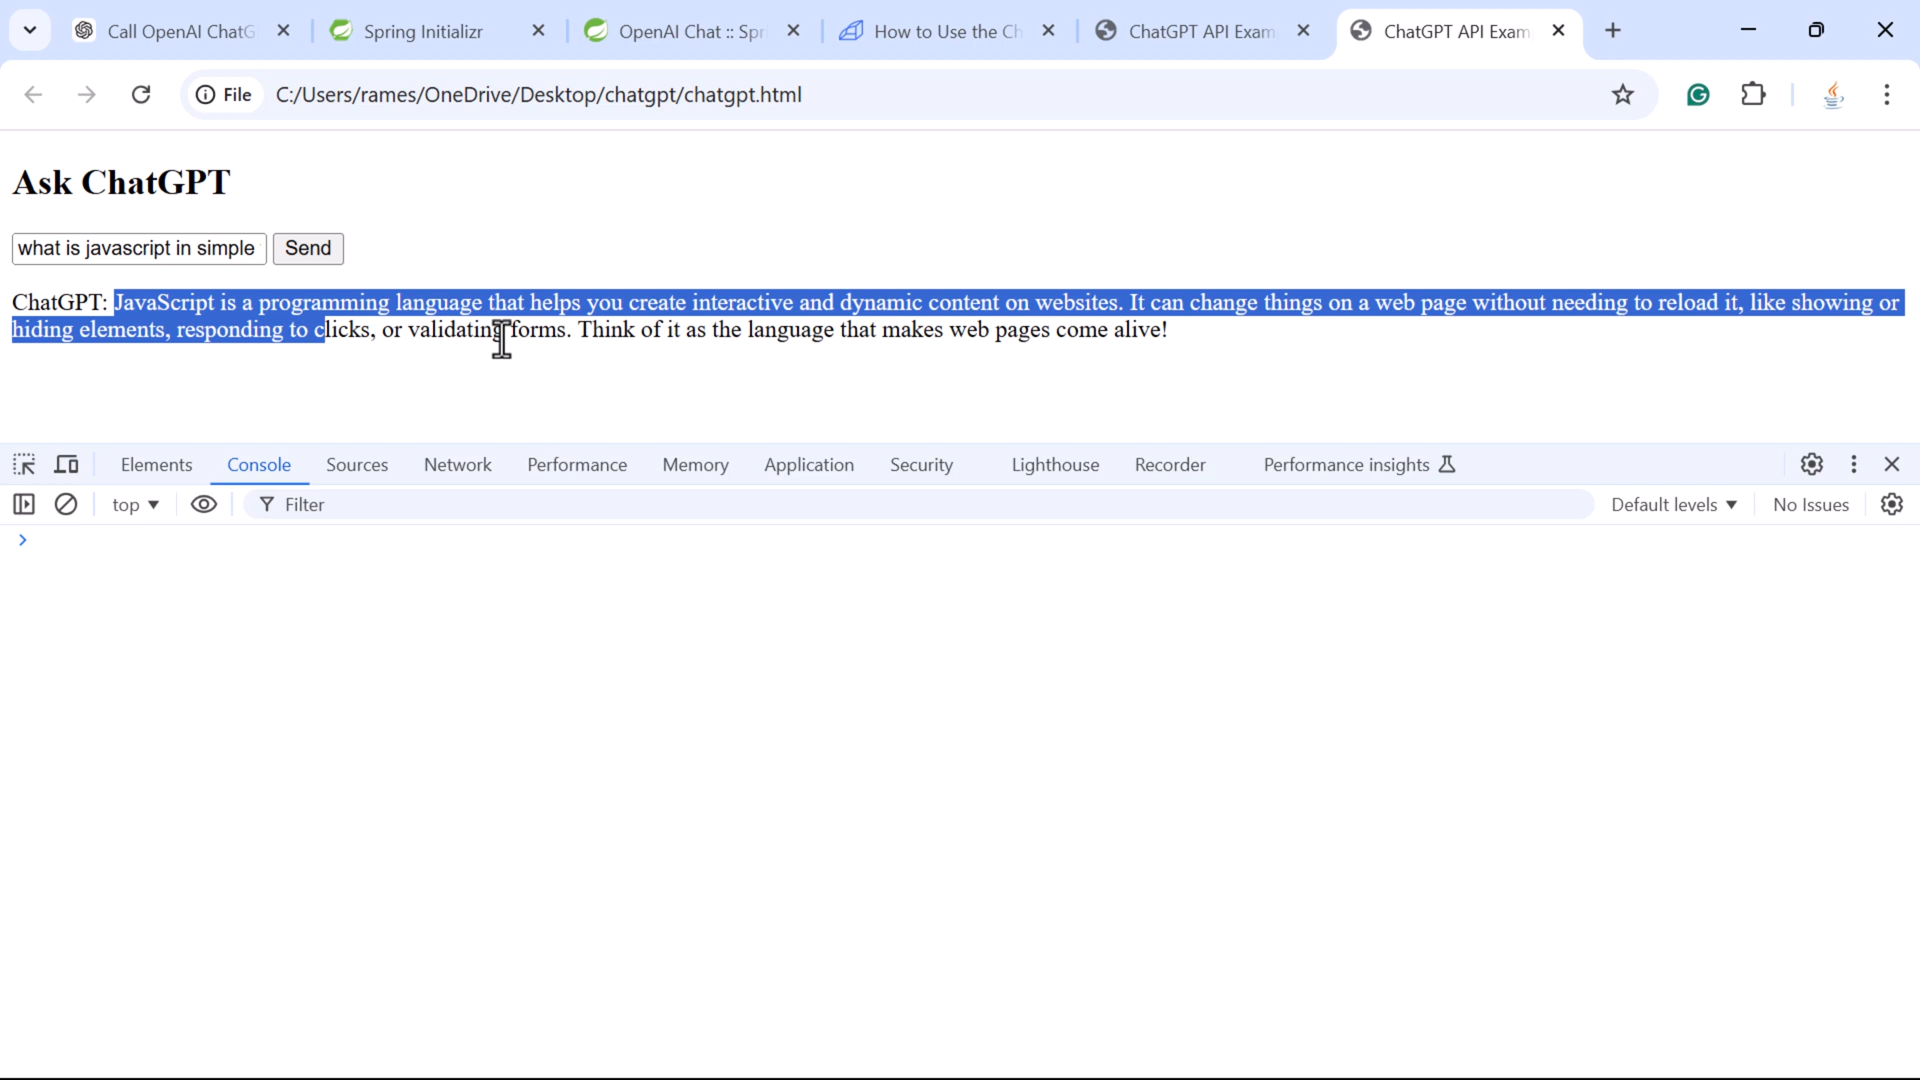 Call OpenAI ChatG
Spring Initializr
OpenAI Chat :: Spr
How to Use the Ch
ChatGPT API Exam
ChatGPT API Exam
File C:/Users/rames/OneDrive/Desktop/chatgpt/chatgpt.html
Ask ChatGPT
what is javascript in simple Send
ChatGPT: JavaScript is a programming language that helps you create interactive and dynamic content on websites. It can change things on a web page without needing to reload it, like showing or
hiding elements, responding to clicks, or validating forms. Think of it as the language that makes web pages come alive!
Elements Console Sources Network Performance Memory Application Security Lighthouse Recorder Performance insights
top Filter Default levels No Issues